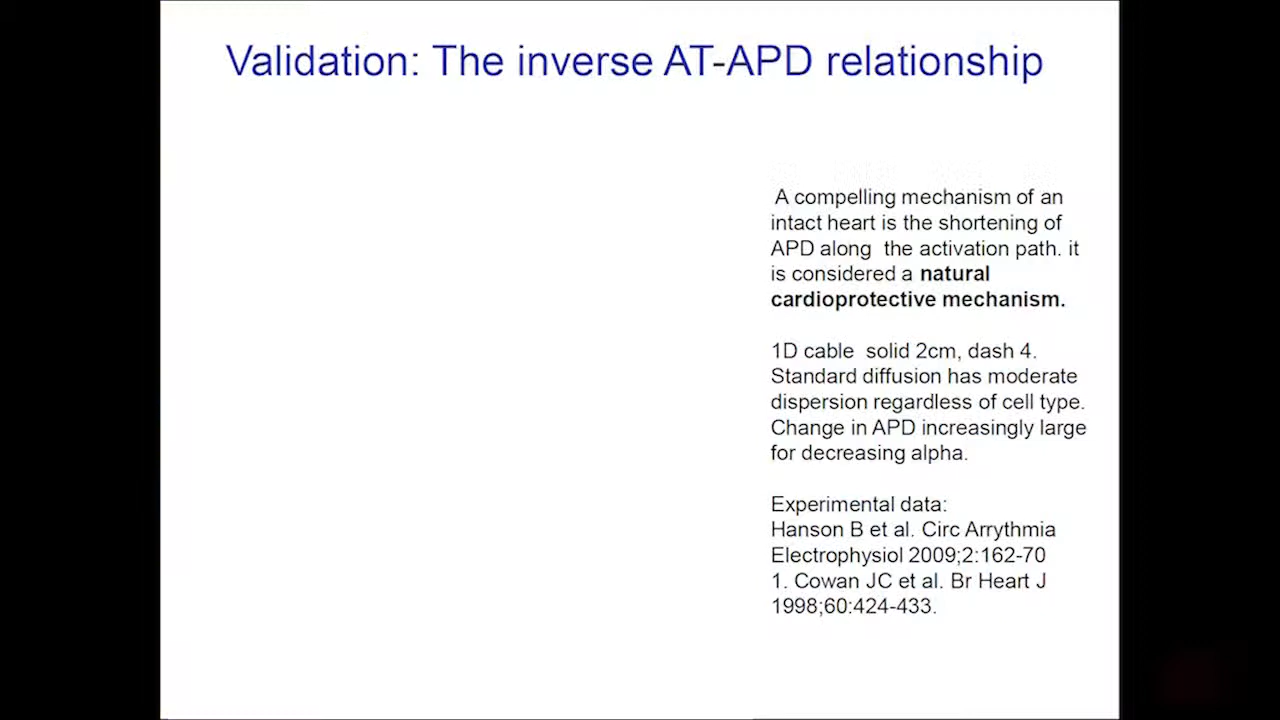 Validation: The inverse AT-APD relationship
A compelling mechanism of an
intact heart is the shortening of
APD along the activation path. it
is considered a natural
cardioprotective mechanism.
1D cable solid 2cm, dash 4.
Standard diffusion has moderate
dispersion regardless of cell type.
Change in APD increasingly large
for decreasing alpha.
Experimental data:
Hanson B et al. Circ Arrythmia
Electrophysiol 2009;2:162-70
1. Cowan JC et al. Br Heart J
1998;60:424-433.